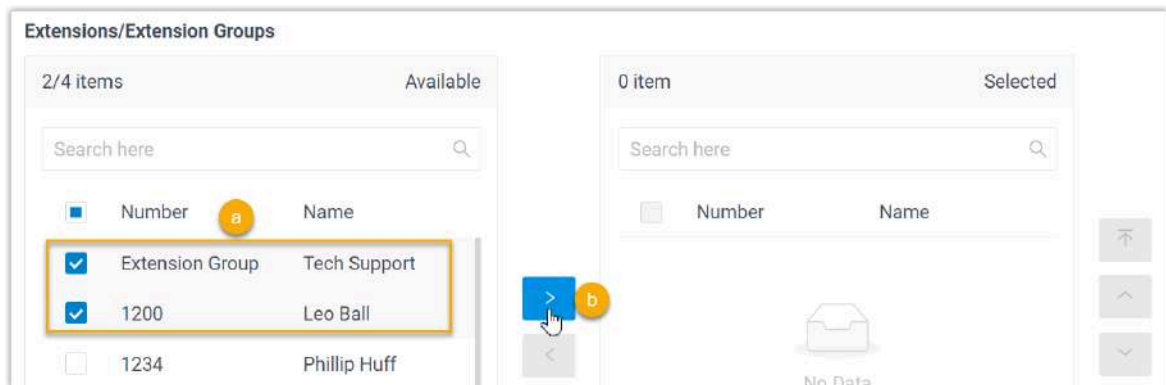 Extensions/Extension Groups
2/4 items Available
0 item Selected
Search here
Search here
Number Name
Number Name
a
Extension Group Tech Support
1200 Leo Ball
b
1234 Phillip Huff
No Data